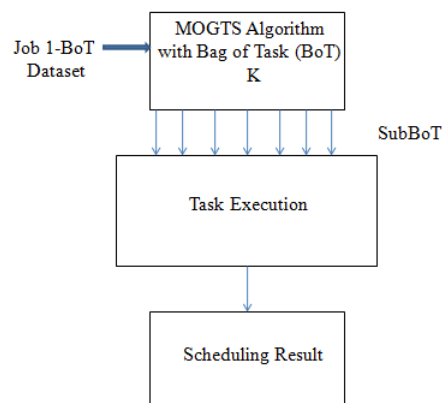 Job 1-BoT
Dataset
MOGTS Algorithm
with Bag of Task (BoT)
K
SubBoT
Task Execution
Scheduling Result